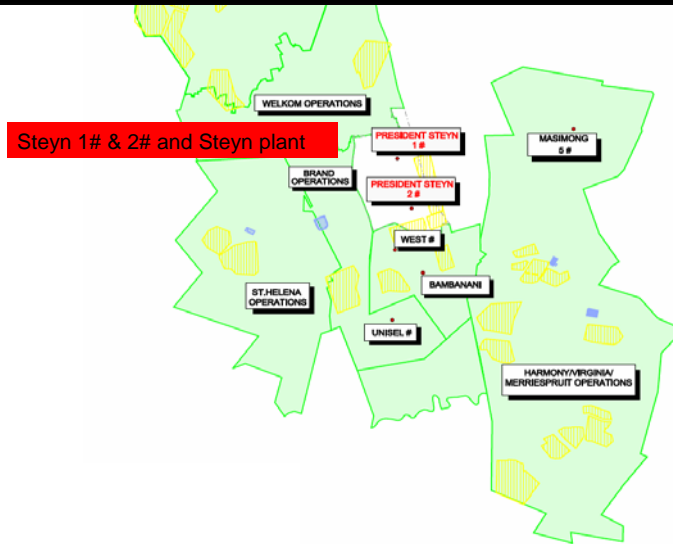 WELKOM OPERATIONS
Steyn 1# & 2# and Steyn plant
PRESIDENT STEYN
1 #
MASIMONG
5 #
BRAND
OPERATIONS
PRESIDENT STEYN
2 #
WEST #
BAMBANANI
ST.HELENA
OPERATIONS
UNISEL #
HARMONY/VIRGINIA/
MERRIESPRUIT OPERATIONS